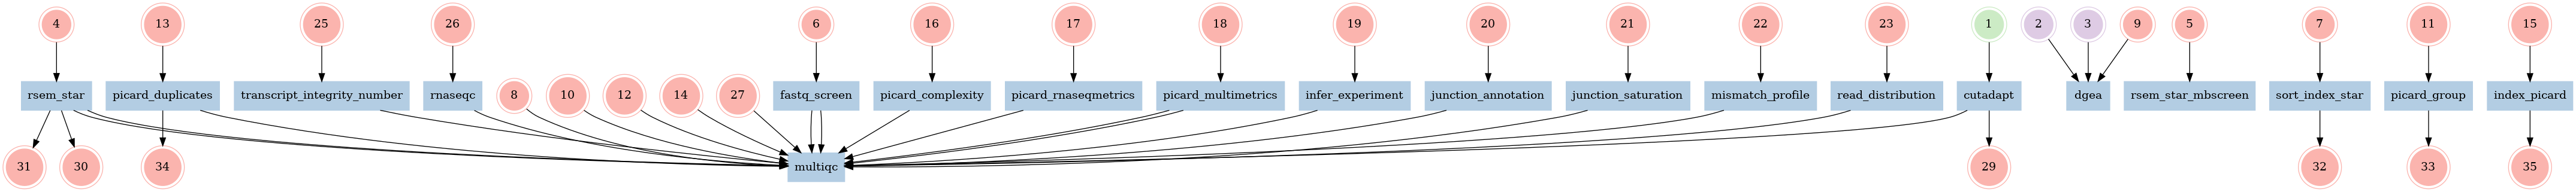 4 13 25 26 6 16 17 18 19 20 21 22 23 1 2 3 9 5 7 11 15
rsem_star picard_duplicates transcript_integrity_number rnaseqc 8 10 12 14 27 fastq_screen picard_complexity picard_rnaseqmetrics picard_multimetrics infer_experiment junction_annotation junction_saturation mismatch_profile read_distribution cutadapt dgea rsem_star_mbscreen sort_index_star picard_group index_picard
31 30 34 multiqc 29 32 33 35